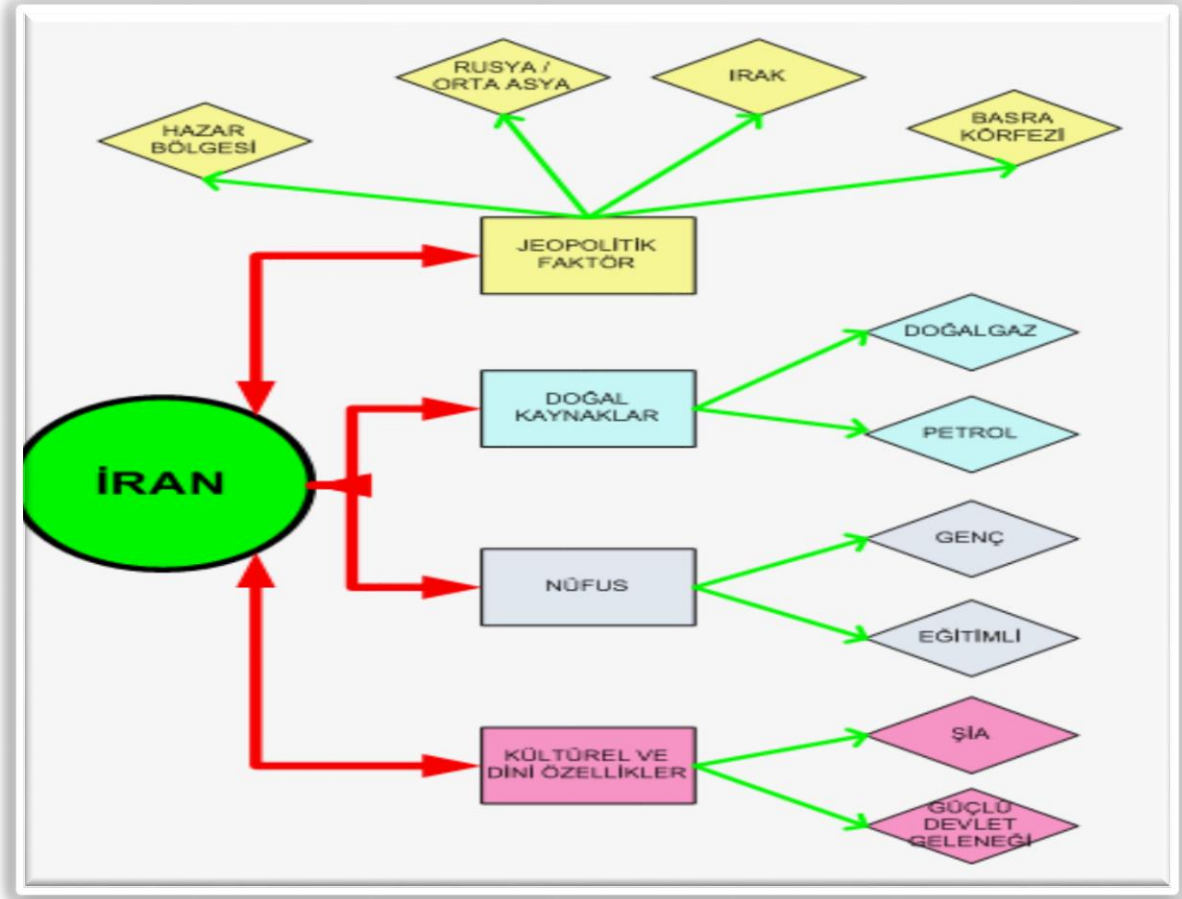 RUSYA /
ORTA ASYA
IRAK
HAZAR
BÖLGESİ
BASRA
KÖRFEZİ
JEOPOLİTİK
FAKTÖR
DOĞALGAZ
DOĞAL
KAYNAKLAR
PETROL
İRAN
GENÇ
NÜFUS
EĞİTİMLİ
ŞİA
KÜLTÜREL VE
DİNİ ÖZELLİKLER
GÜÇLÜ
DEVLET
GELENEĞİ